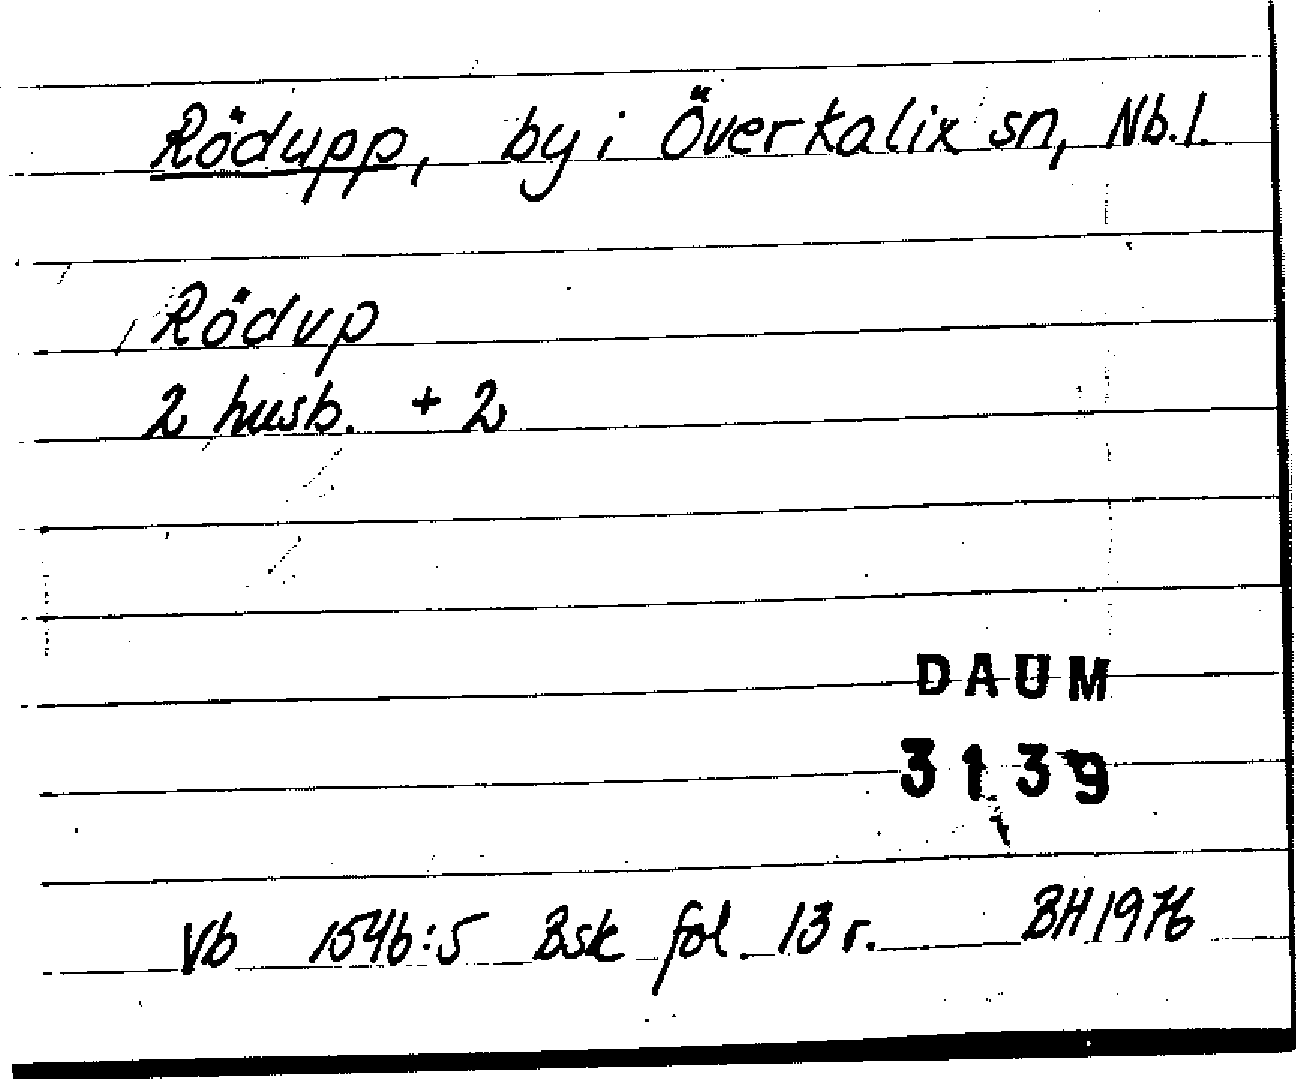 Rödupp, by i Överkalix sn, Nb.l.
Rödup
2 husb. + 2
DAUM
3139
Vb 1546:5 Bsk fol. 13 r. BH 1976